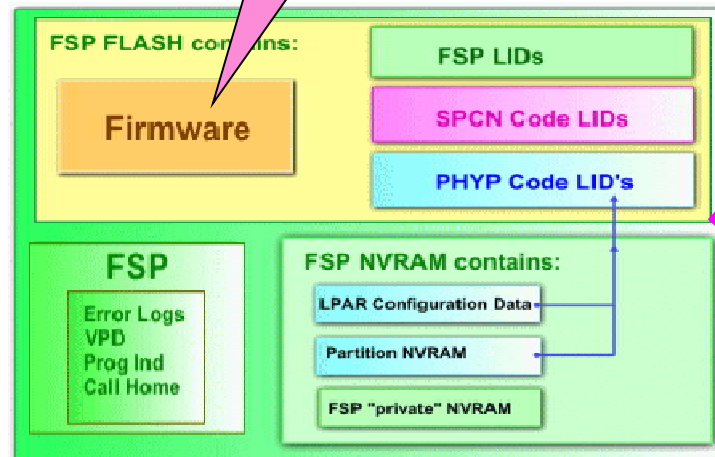 FSP FLASH contains:
Firmware
FSP LIDs
SPCN Code LIDs
PHYP Code LID's
FSP
Error Logs
VPD
Prog Ind
Call Home
FSP NVRAM contains:
LPAR Configuration Data
Partition NVRAM
FSP "private" NVRAM